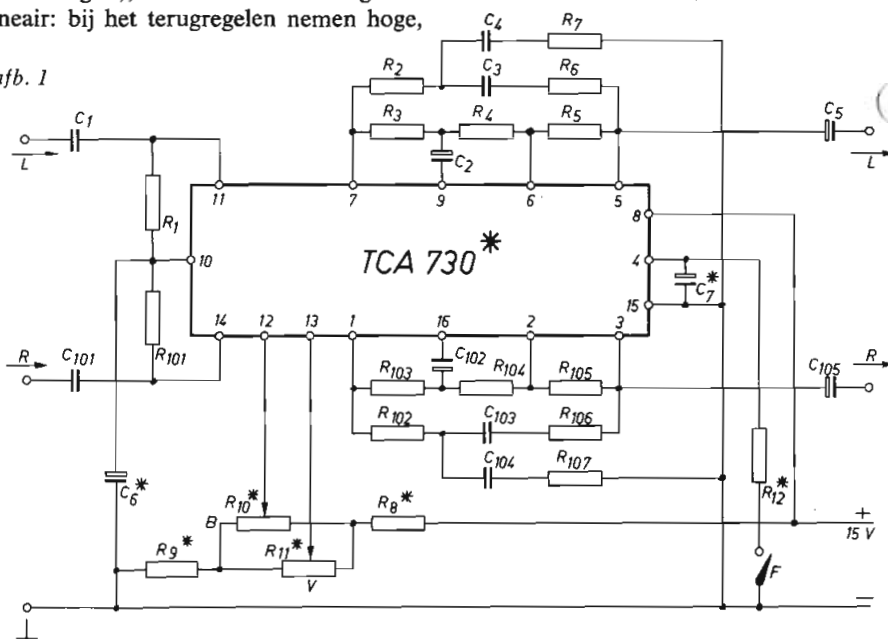 neair: bij het terugregelen nemen hoge,
afb. 1
C4 R7
R2 C3 R6
C1 R3 R4 R5 C5
L C2 L
11 7 9 6 5
R1 8
10 TCA 730* 4 C7*
15
14 12 13 1 16 2 3
R C101 R101 C102 R104 R105 C105 R
R103
R102 C103 R106
C104 R107 R12*
C6* R10* R8* +
B 15 V
R9* R11* F
V −